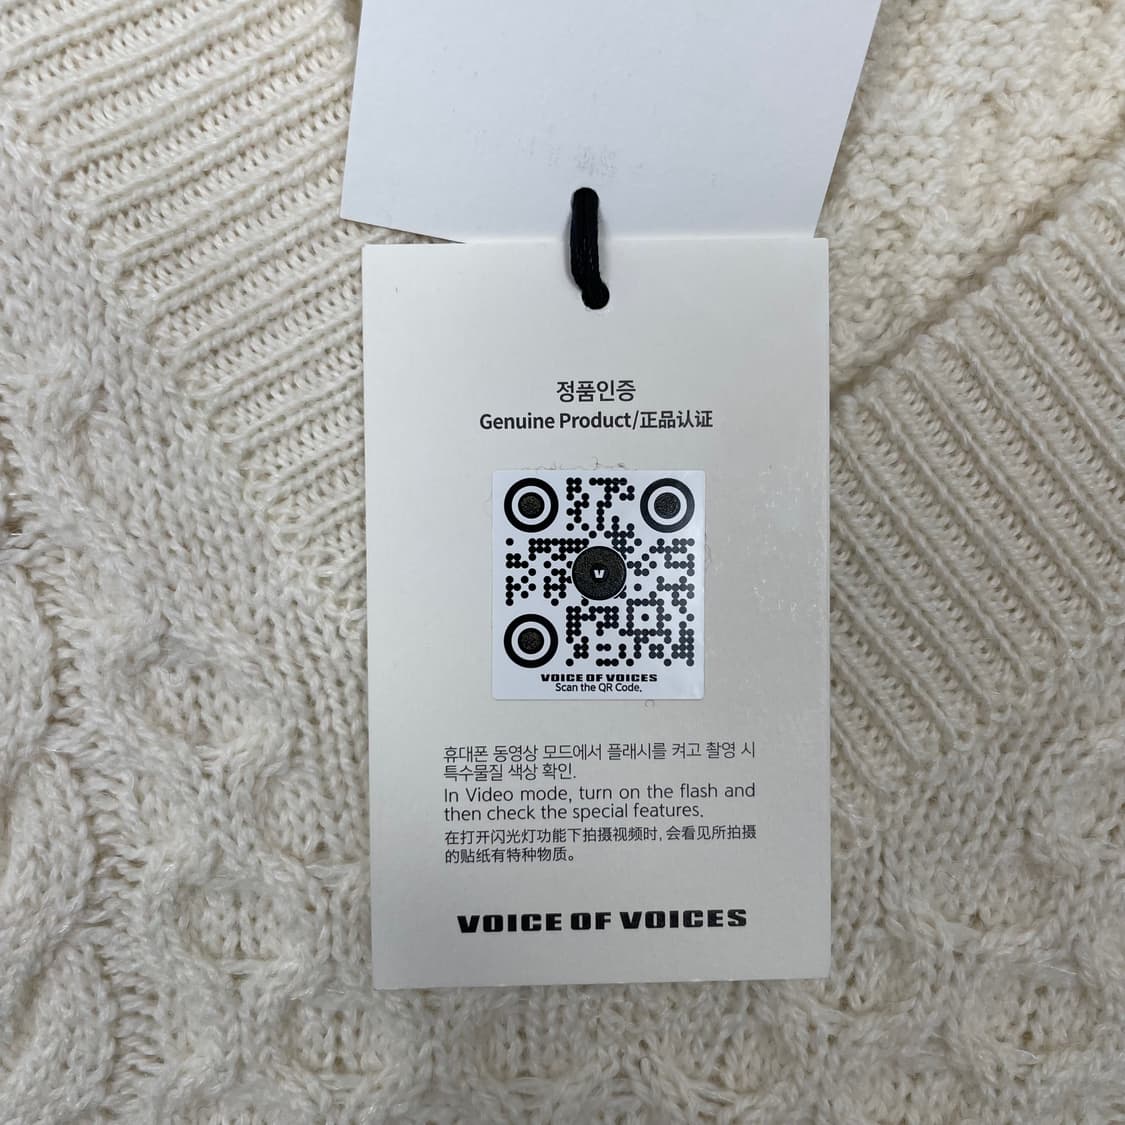 정품인증
Genuine Product/正品认证
VOICE OF VOICES
Scan the QR Code.
휴대폰 동영상 모드에서 플래시를 켜고 촬영 시
특수물질 색상 확인.
In Video mode, turn on the flash and
then check the special features.
在打开闪光灯功能下拍摄视频时, 会看见所拍摄
的贴纸有特种物质。
VOICE OF VOICES